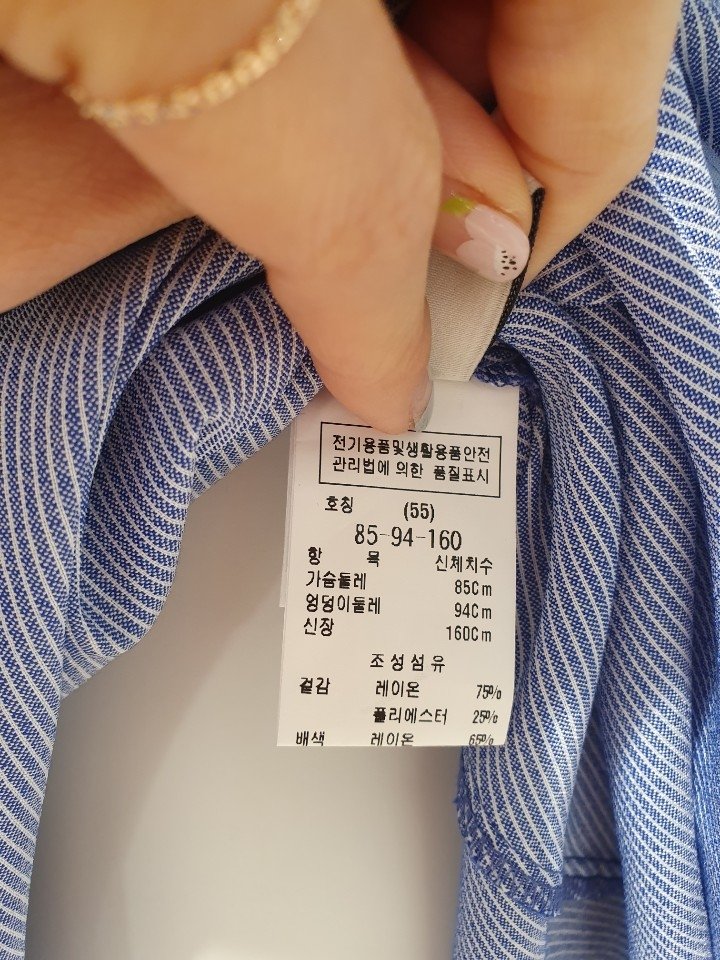 전기용품및생활용품안전
관리법에 의한 품질표시
호칭 (55)
85-94-160
항 목 신체치수
가슴둘레 85Cm
엉덩이둘레 94Cm
신장 160Cm
조성섬유
겉감 레이온 75%
폴리에스터 25%
배색 레이온 65%